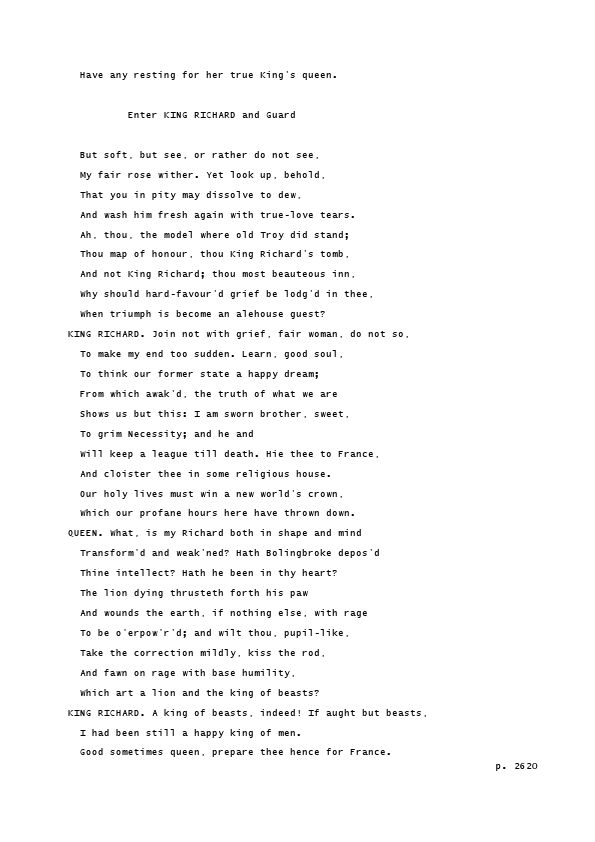 Have any resting for her true King's queen.
Enter KING RICHARD and Guard
But soft, but see, or rather do not see,
My fair rose wither. Yet look up, behold,
That you in pity may dissolve to dew,
And wash him fresh again with true-love tears.
Ah, thou, the model where old Troy did stand;
Thou map of honour, thou King Richard's tomb,
And not King Richard; thou most beauteous inn,
Why should hard-favour'd grief be lodg'd in thee,
When triumph is become an alehouse guest?
KING RICHARD. Join not with grief, fair woman, do not so,
To make my end too sudden. Learn, good soul,
To think our former state a happy dream;
From which awak'd, the truth of what we are
Shows us but this: I am sworn brother, sweet,
To grim Necessity; and he and
Will keep a league till death. Hie thee to France,
And cloister thee in some religious house.
Our holy lives must win a new world's crown,
Which our profane hours here have thrown down.
QUEEN. What, is my Richard both in shape and mind
Transform'd and weak'ned? Hath Bolingbroke depos'd
Thine intellect? Hath he been in thy heart?
The lion dying thrusteth forth his paw
And wounds the earth, if nothing else, with rage
To be o'erpow'r'd; and wilt thou, pupil-like,
Take the correction mildly, kiss the rod,
And fawn on rage with base humility,
Which art a lion and the king of beasts?
KING RICHARD. A king of beasts, indeed! If aught but beasts,
I had been still a happy king of men.
Good sometimes queen, prepare thee hence for France.
p. 2620